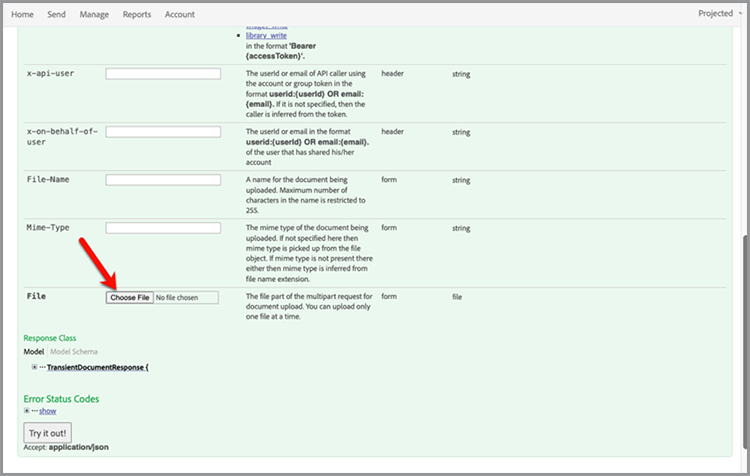 Home Send Manage Reports Account Projected
widget_write
library_write
in the format 'Bearer
{accessToken}'.
x-api-user The userId or email of API caller using header string
the account or group token in the
format userid:{userId} OR email:
{email}. If it is not specified, then the
caller is inferred from the token.
x-on-behalf-of- The userId or email in the format header string
user userid:{userId} OR email:{email}.
of the user that has shared his/her
account
File-Name A name for the document being form string
uploaded. Maximum number of
characters in the name is restricted to
255.
Mime-Type The mime type of the document being form string
uploaded. If not specified here then
mime type is picked up from the file
object. If mime type is not present there
either then mime type is inferred from
file name extension.
File Choose File No file chosen The file part of the multipart request for form file
document upload. You can upload only
one file at a time.
Response Class
Model Model Schema
TransientDocumentResponse {
Error Status Codes
show
Try it out!
Accept: application/json